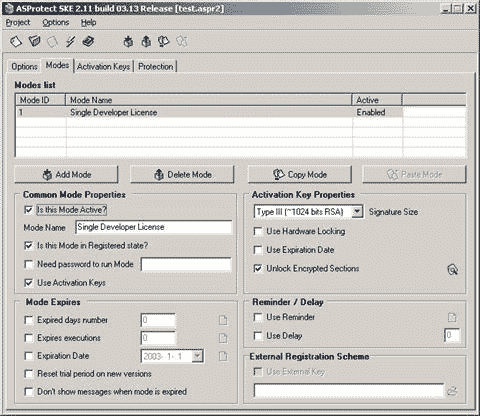 ASProtect SKE 2.11 build 03.13 Release [test.aspr2]
Project Options Help
Options Modes Activation Keys Protection
Modes list
Mode ID Mode Name Active
1 Single Developer License Enabled
Add Mode Delete Mode Copy Mode Paste Mode
Common Mode Properties
Is this Mode Active?
Mode Name Single Developer License
Is this Mode in Registered state?
Need password to run Mode
Use Activation Keys
Activation Key Properties
Type III (~1024 bits RSA) Signature Size
Use Hardware Locking
Use Expiration Date
Unlock Encrypted Sections
Mode Expires
Expired days number 0
Expires executions 0
Expiration Date 2003- 1- 1
Reset trial period on new versions
Don't show messages when mode is expired
Reminder / Delay
Use Reminder
Use Delay 0
External Registration Scheme
Use External Key